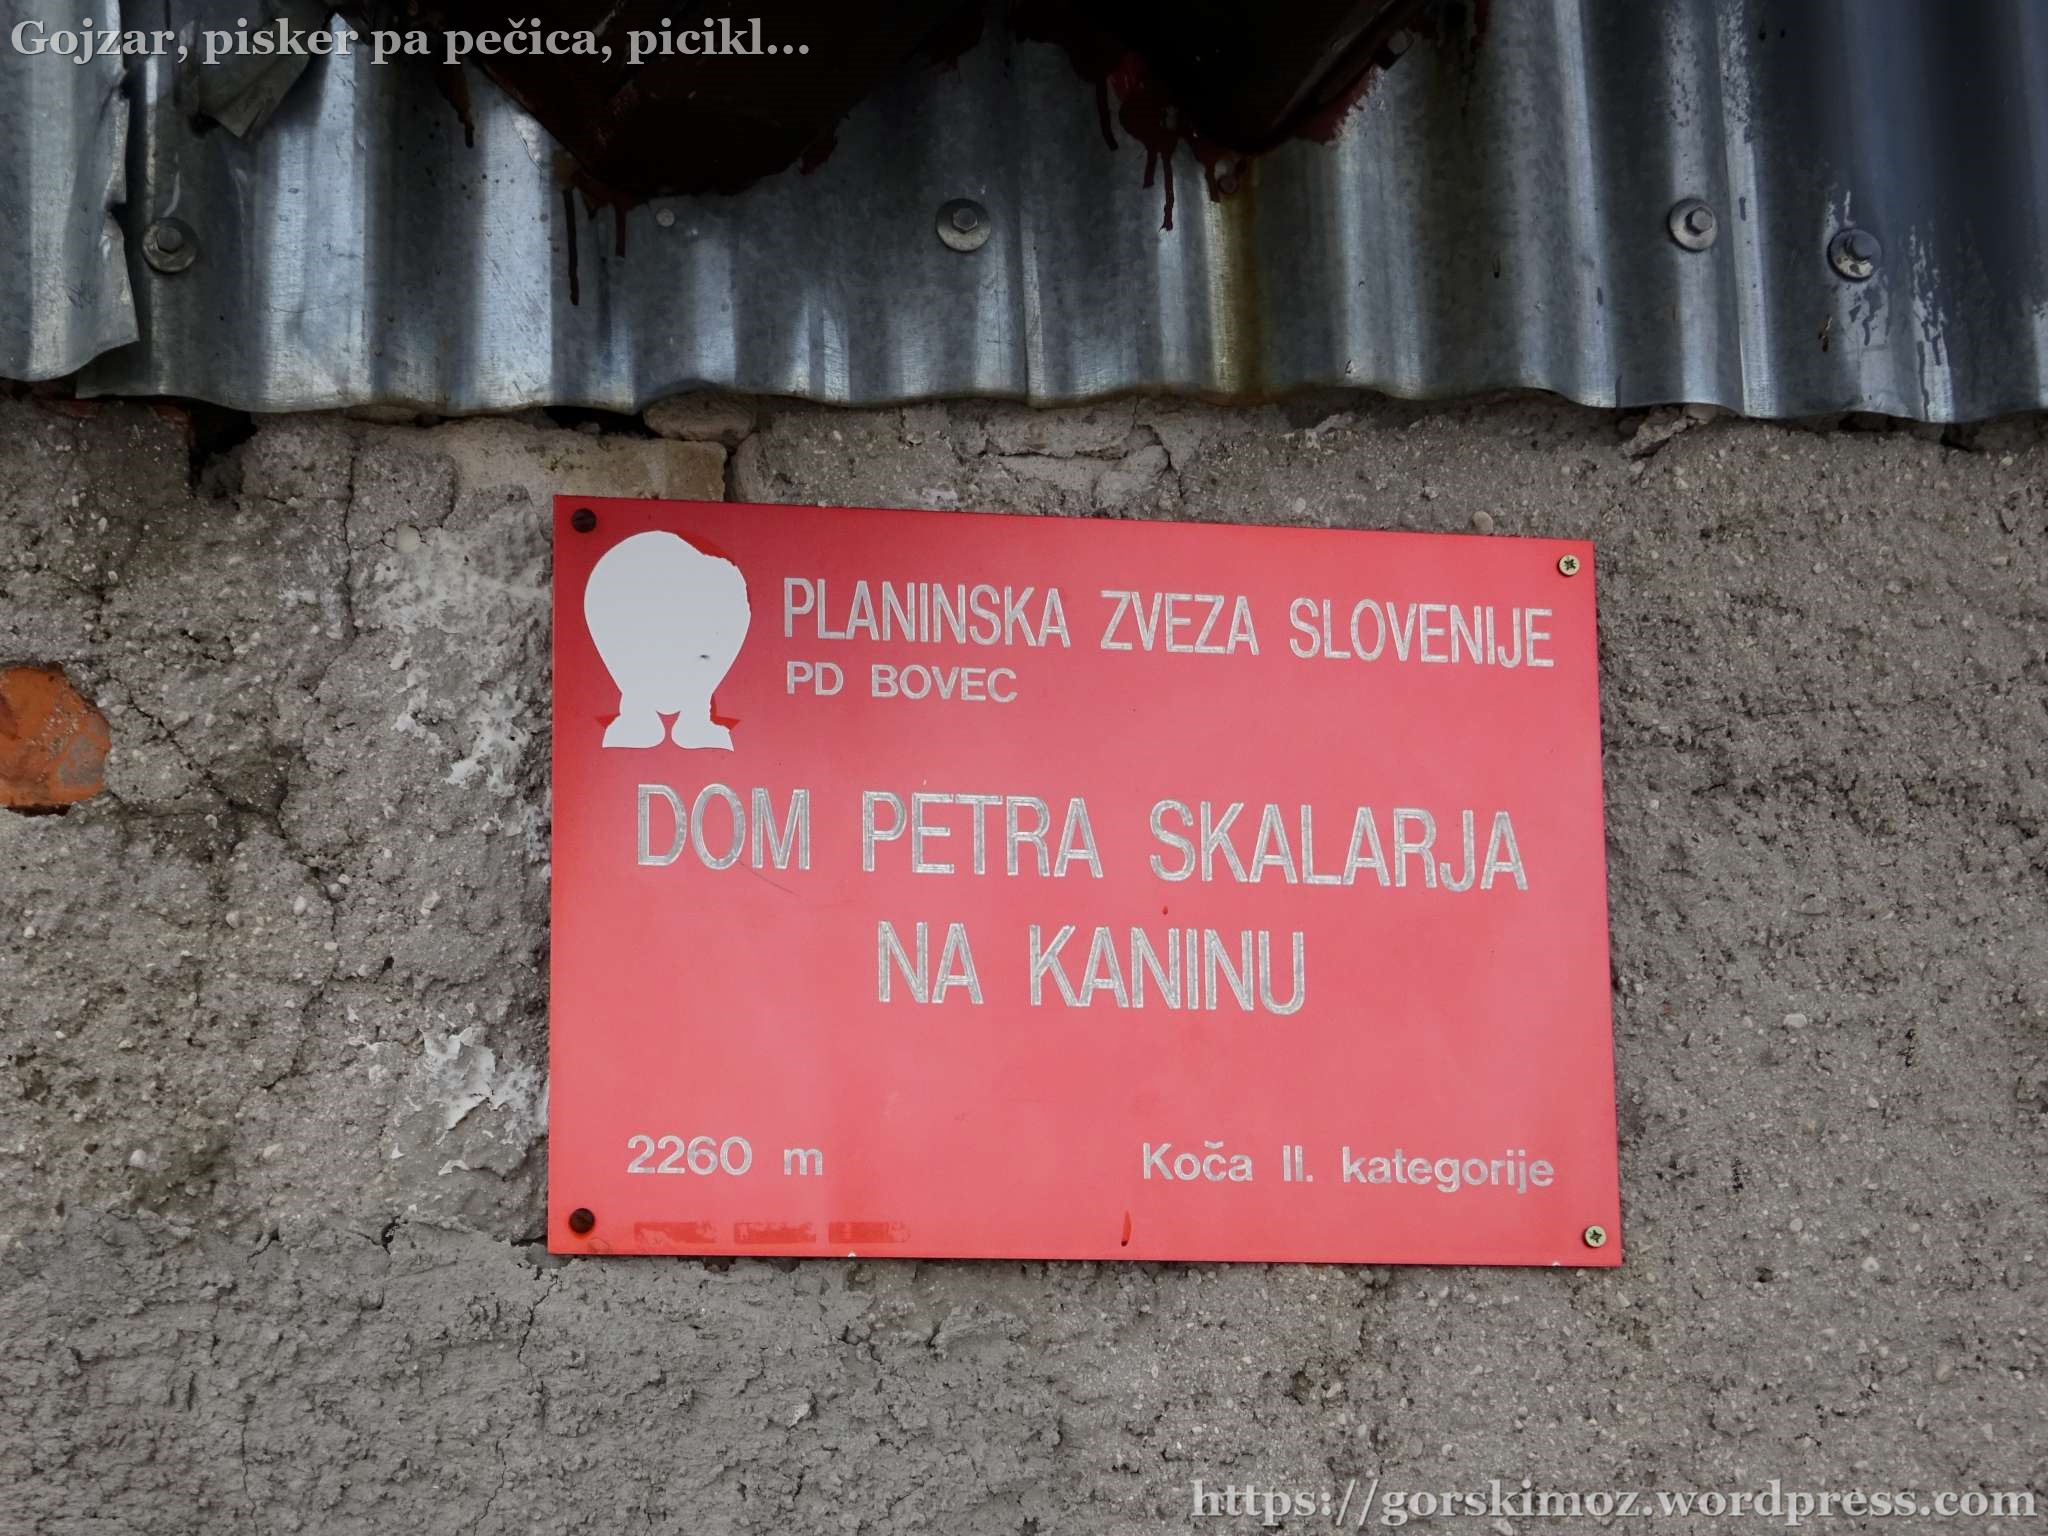 Gojzar, pisker pa pečica, picikl...
PLANINSKA ZVEZA SLOVENIJE
PD BOVEC
DOM PETRA SKALARJA
NA KANINU
2260 m
Koča II. kategorije
https://gorskimoz.wordpress.com